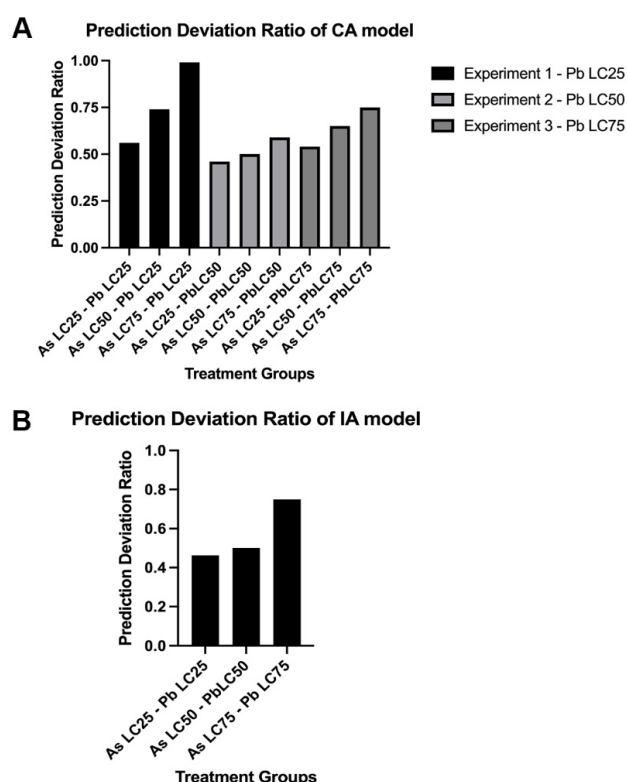 A
Prediction Deviation Ratio of CA model
Prediction Deviation Ratio
1.00
0.75
0.50
0.25
0.00
As LC25 - Pb LC25
As LC50 - Pb LC25
As LC75 - Pb LC25
As LC25 - PbLC50
As LC50 - PbLC50
As LC75 - PbLC50
As LC25 - PbLC75
As LC50 - PbLC75
As LC75 - PbLC75
Treatment Groups
Experiment 1 - Pb LC25
Experiment 2 - Pb LC50
Experiment 3 - Pb LC75
B
Prediction Deviation Ratio of IA model
Prediction Deviation Ratio
1.0
0.8
0.6
0.4
0.2
0.0
As LC25 - Pb LC25
As LC50 - PbLC50
As LC75 - Pb LC75
Treatment Groups